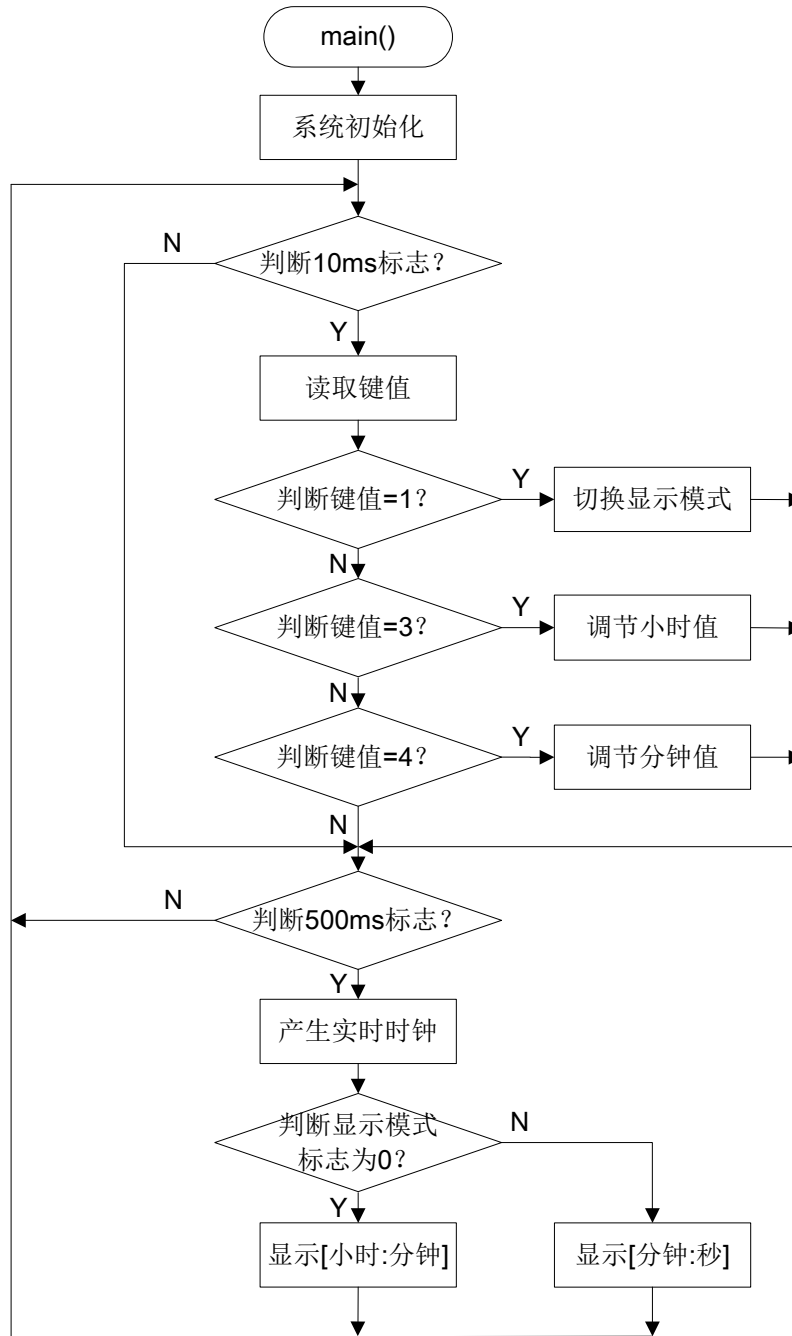 main()
系统初始化
N
判断10ms标志?
Y
读取键值
判断键值=1?
Y
切换显示模式
N
判断键值=3?
Y
调节小时值
N
判断键值=4?
Y
调节分钟值
N
N
判断500ms标志?
Y
产生实时时钟
判断显示模式
标志为0?
N
Y
显示[小时:分钟]
显示[分钟:秒]